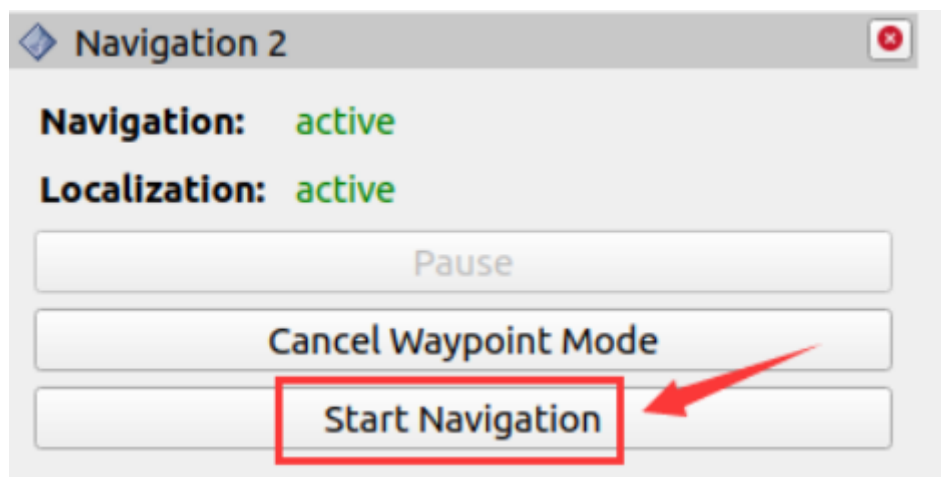 Navigation 2
Navigation: active
Localization: active
Pause
Cancel Waypoint Mode
Start Navigation